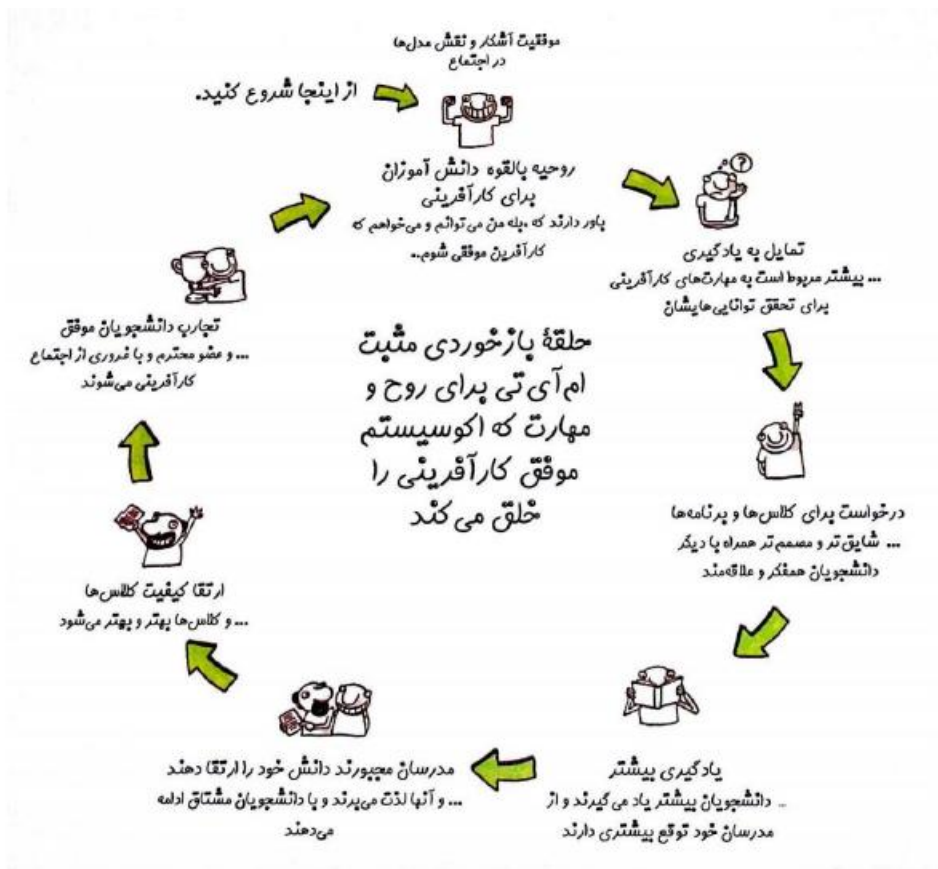 موفقیت آشکار و نقش مدل‌ها
در اجتماع
از اینجا شروع کنید.
روحیه بالقوه دانش آموزان
برای کارآفرینی
باور دارند که «بله من می‌توانم و می‌خواهم که
کارآفرین موفقی شوم»
تمایل به یادگیری
... بیشتر مربوط است به مهارت‌های کارآفرینی
برای تحقق توانایی‌هایشان
درخواست برای کلاس‌ها و برنامه‌ها
... شایق‌تر و مصمم‌تر همراه با دیگر
دانشجویان همفکر و علاقه‌مند
یادگیری بیشتر
... دانشجویان بیشتر یاد می‌گیرند و از
مدرسان خود توقع بیشتری دارند
مدرسان مجبورند دانش خود را ارتقا دهند
... و آنها لذت می‌برند و با دانشجویان مشتاق ادامه
می‌دهند
ارتقا کیفیت کلاس‌ها
... و کلاس‌ها بهتر و بهتر می‌شود
تجارب دانشجویان موفق
... و عضو محترم و با غروری از اجتماع
کارآفرینی می‌شوند
حلقهٔ بازخوردی مثبت
ام‌آی‌تی برای روح و
مهارت که اکوسیستم
موفق کارآفرینی را
خلق می‌کند
?